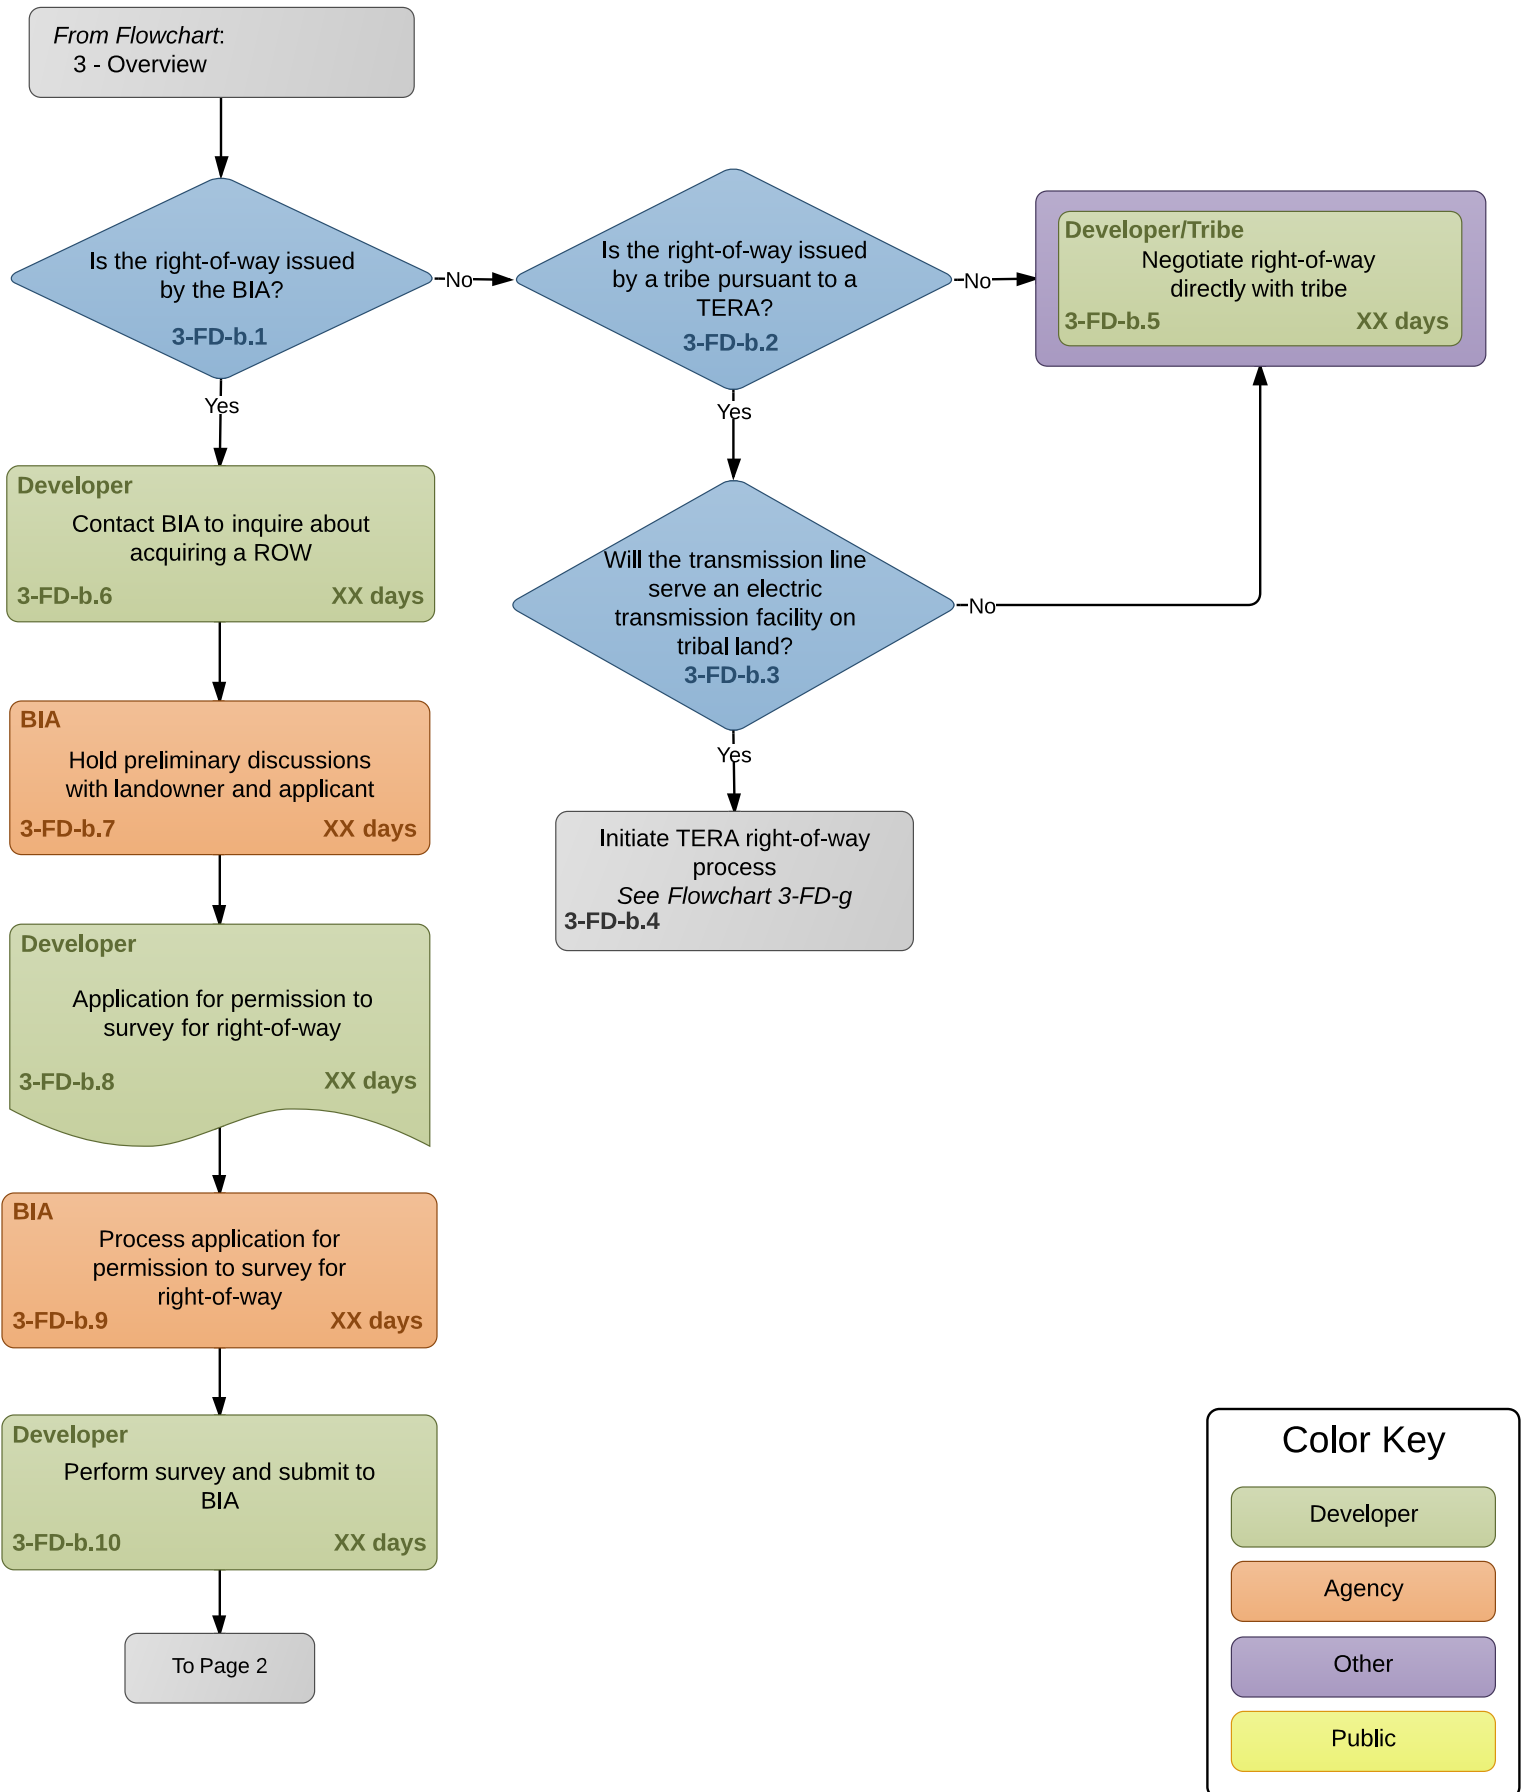 From Flowchart:
3 - Overview
Is the right-of-way issued
by the BIA?
3-FD-b.1
No
Is the right-of-way issued
by a tribe pursuant to a
TERA?
3-FD-b.2
No
Developer/Tribe
Negotiate right-of-way
directly with tribe
3-FD-b.5 XX days
Yes
Yes
Developer
Contact BIA to inquire about
acquiring a ROW
3-FD-b.6 XX days
Will the transmission line
serve an electric
transmission facility on
tribal land?
3-FD-b.3
No
Yes
BIA
Hold preliminary discussions
with landowner and applicant
3-FD-b.7 XX days
Initiate TERA right-of-way
process
See Flowchart 3-FD-g
3-FD-b.4
Developer
Application for permission to
survey for right-of-way
3-FD-b.8 XX days
BIA
Process application for
permission to survey for
right-of-way
3-FD-b.9 XX days
Developer
Perform survey and submit to
BIA
3-FD-b.10 XX days
To Page 2
Color Key
Developer
Agency
Other
Public